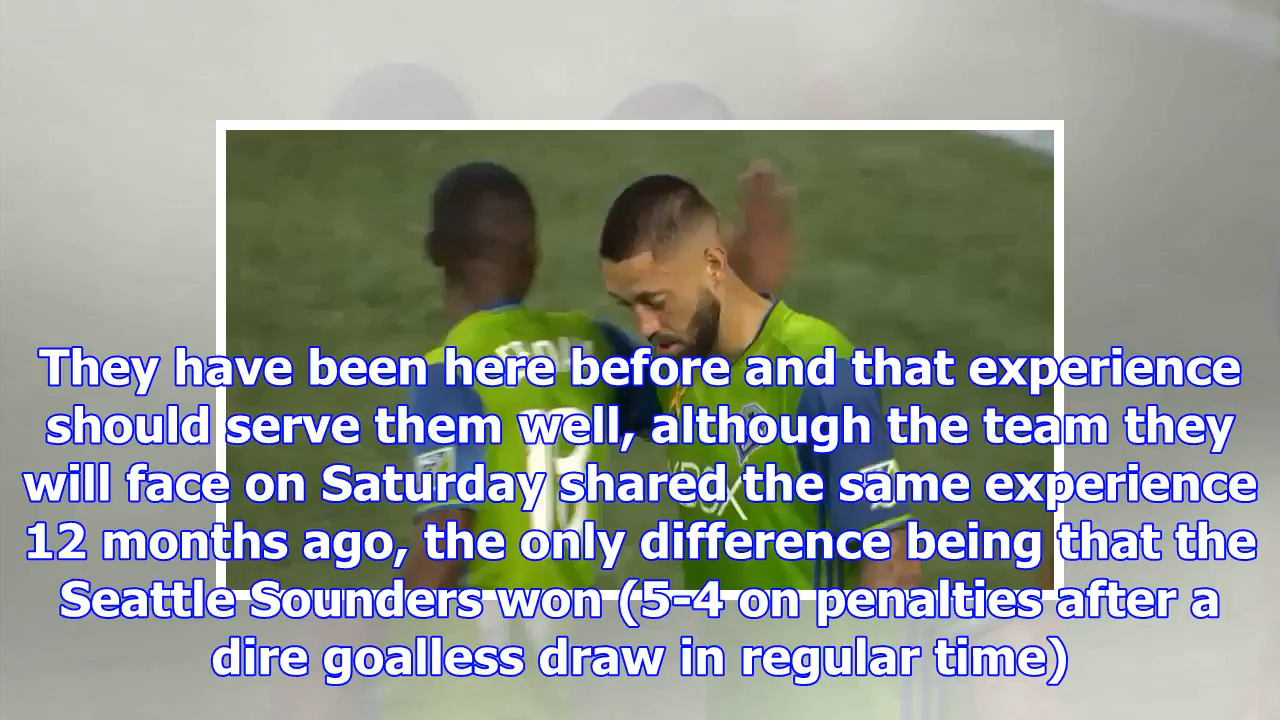 They have been here before and that experience
should serve them well, although the team they
will face on Saturday shared the same experience
12 months ago, the only difference being that the
Seattle Sounders won (5-4 on penalties after a
dire goalless draw in regular time)
18
XBOX